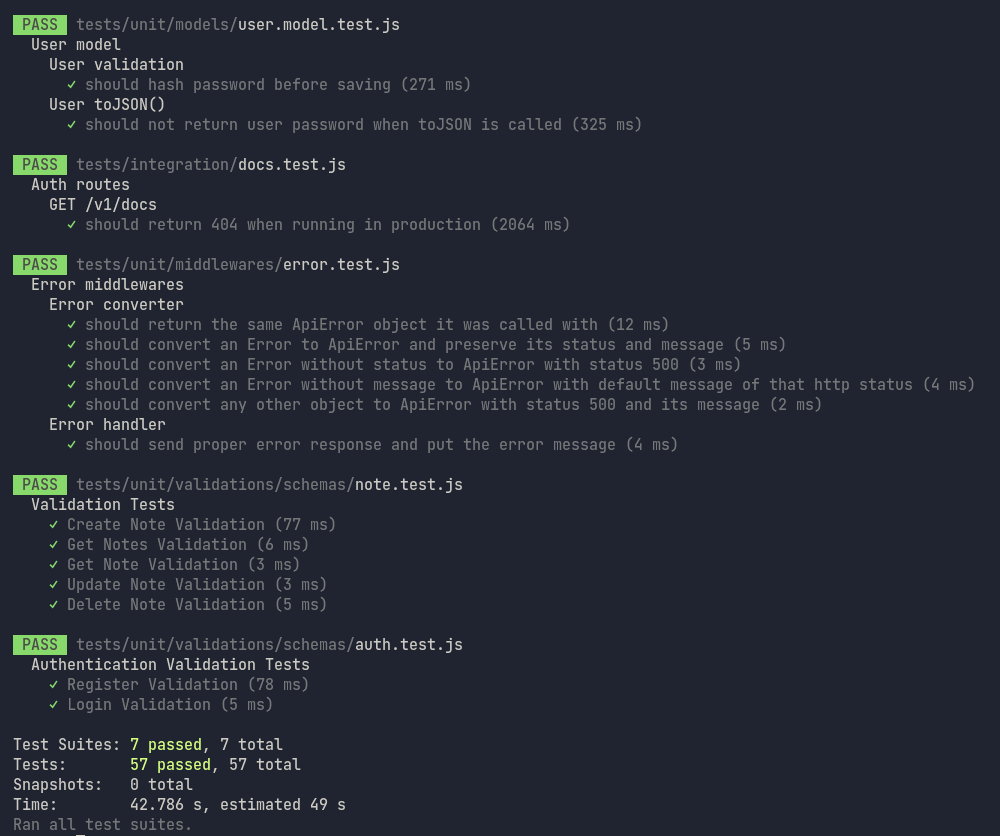 PASS tests/unit/models/user.model.test.js
User model
User validation
✓ should hash password before saving (271 ms)
User toJSON()
✓ should not return user password when toJSON is called (325 ms)
PASS tests/integration/docs.test.js
Auth routes
GET /v1/docs
✓ should return 404 when running in production (2064 ms)
PASS tests/unit/middlewares/error.test.js
Error middlewares
Error converter
✓ should return the same ApiError object it was called with (12 ms)
✓ should convert an Error to ApiError and preserve its status and message (5 ms)
✓ should convert an Error without status to ApiError with status 500 (3 ms)
✓ should convert an Error without message to ApiError with default message of that http status (4 ms)
✓ should convert any other object to ApiError with status 500 and its message (2 ms)
Error handler
✓ should send proper error response and put the error message (4 ms)
PASS tests/unit/validations/schemas/note.test.js
Validation Tests
✓ Create Note Validation (77 ms)
✓ Get Notes Validation (6 ms)
✓ Get Note Validation (3 ms)
✓ Update Note Validation (3 ms)
✓ Delete Note Validation (5 ms)
PASS tests/unit/validations/schemas/auth.test.js
Authentication Validation Tests
✓ Register Validation (78 ms)
✓ Login Validation (5 ms)
Test Suites: 7 passed, 7 total
Tests: 57 passed, 57 total
Snapshots: 0 total
Time: 42.786 s, estimated 49 s
Ran all test suites.